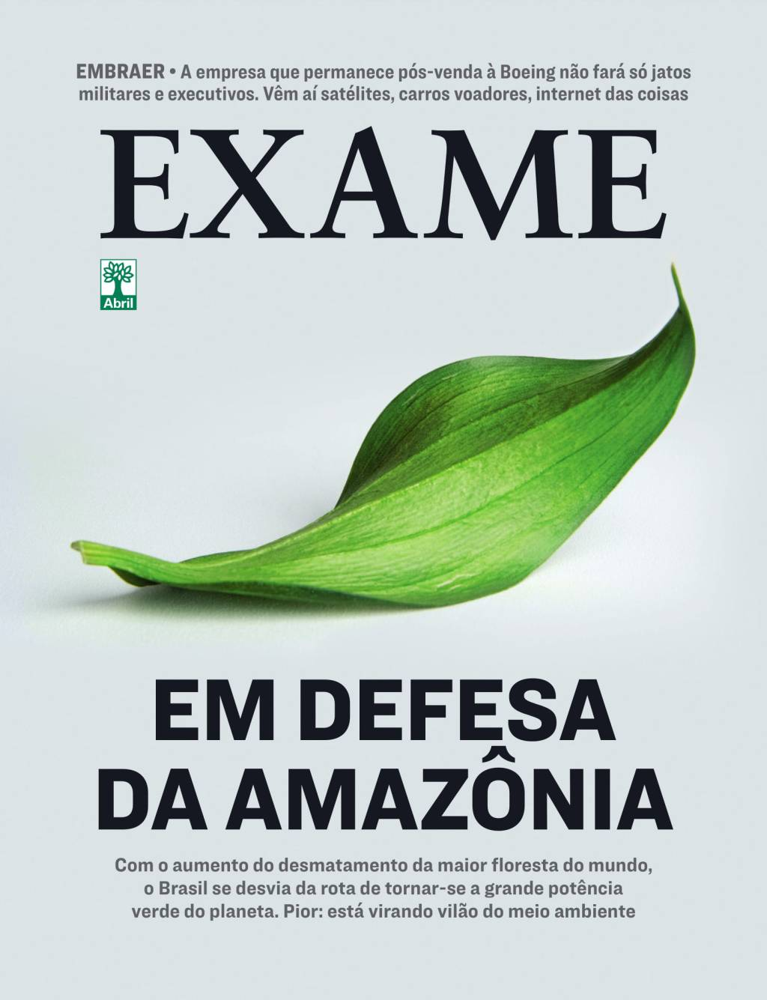 EMBRAER • A empresa que permanece pós-venda à Boeing não fará só jatos
militares e executivos. Vêm aí satélites, carros voadores, internet das coisas
EXAME
Abril
EM DEFESA
DA AMAZÔNIA
Com o aumento do desmatamento da maior floresta do mundo,
o Brasil se desvia da rota de tornar-se a grande potência
verde do planeta. Pior: está virando vilão do meio ambiente